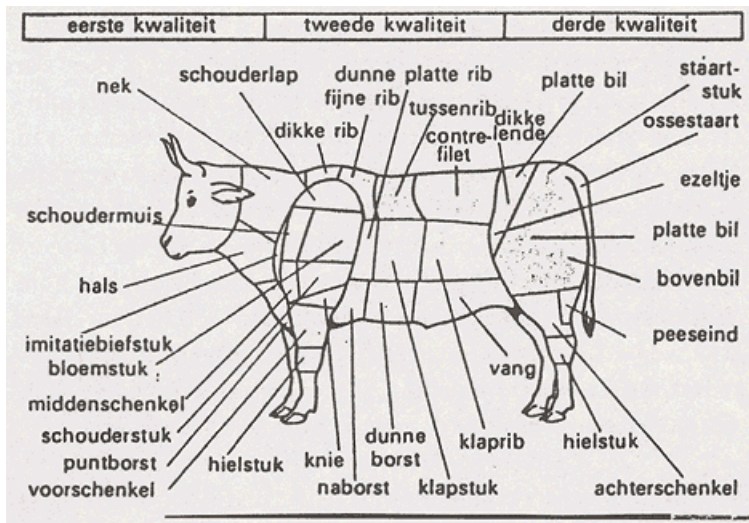 eerste kwaliteit
tweede kwaliteit
derde kwaliteit
nek
schouderlap
dikke rib
fijne rib
dunne platte rib
tussenrib
contre-
filet
dikke
lende
platte bil
staart-
stuk
ossestaart
ezeltje
platte bil
bovenbil
peeseind
schoudermuis
hals
imitatiebiefstuk
bloemstuk
middenschenkel
schouderstuk
puntborst
voorschenkel
hielstuk
knie
naborst
dunne
borst
klapstuk
klaprib
vang
hielstuk
achterschenkel